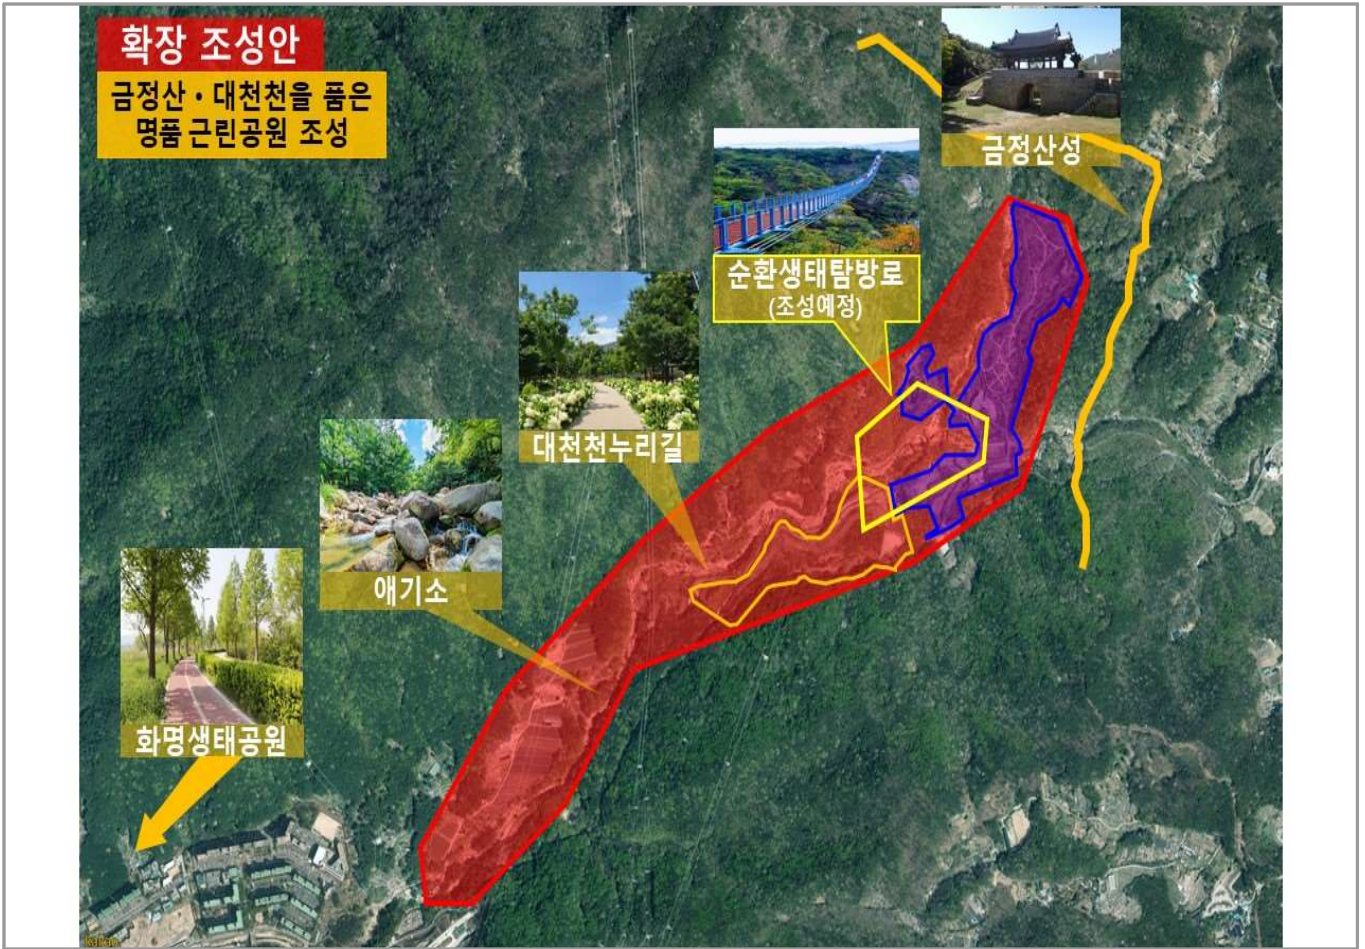 확장 조성안
금정산·대천천을 품은
명품 근린공원 조성
금정산성
순환생태탐방로
(조성예정)
대천천누리길
애기소
화명생태공원
kakao